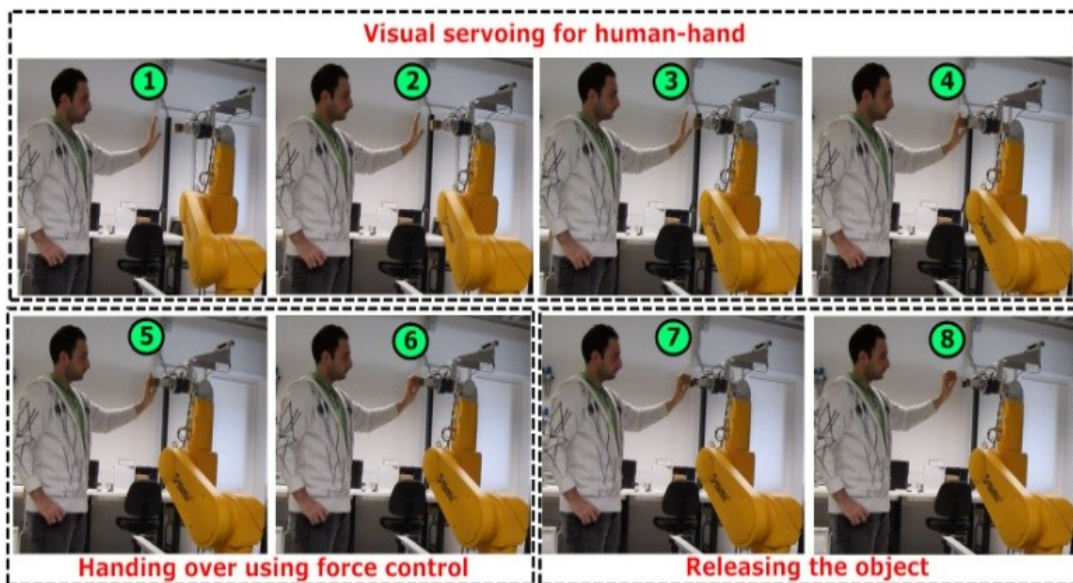 Visual servoing for human-hand
1 2 3 4
5 6 7 8
Handing over using force control Releasing the object